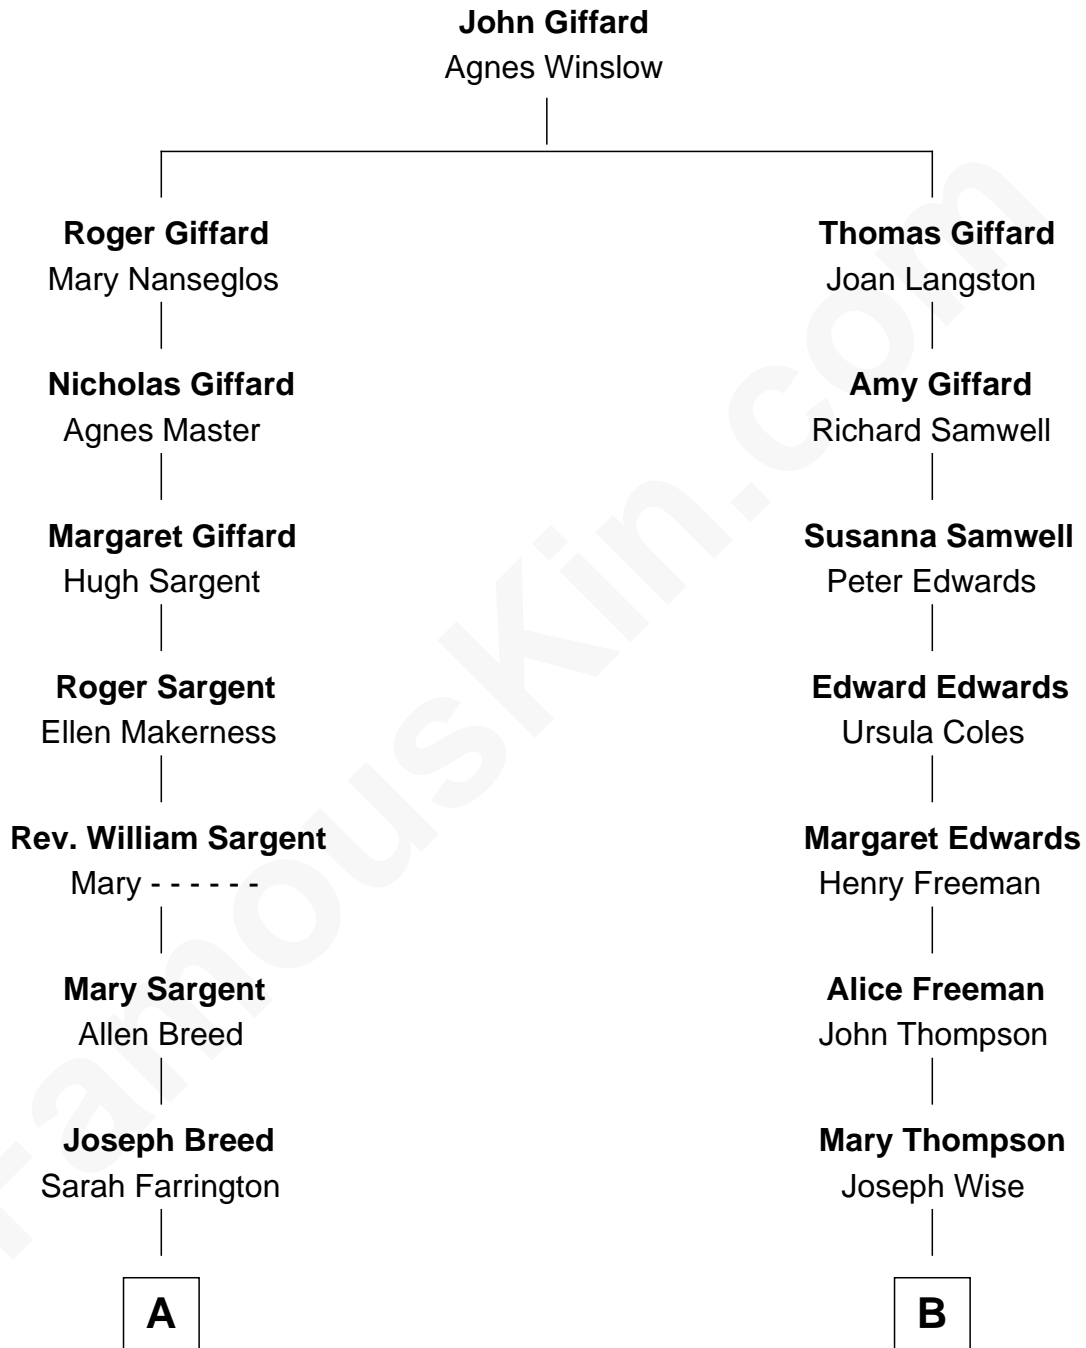 John Giffard
Agnes Winslow
Roger Giffard
Mary Nanseglos
Thomas Giffard
Joan Langston
Nicholas Giffard
Agnes Master
Amy Giffard
Richard Samwell
Margaret Giffard
Hugh Sargent
Susanna Samwell
Peter Edwards
Roger Sargent
Ellen Makerness
Edward Edwards
Ursula Coles
Rev. William Sargent
Mary - - - - - -
Margaret Edwards
Henry Freeman
Mary Sargent
Allen Breed
Alice Freeman
John Thompson
Joseph Breed
Sarah Farrington
Mary Thompson
Joseph Wise
A
B
FamousKin.com